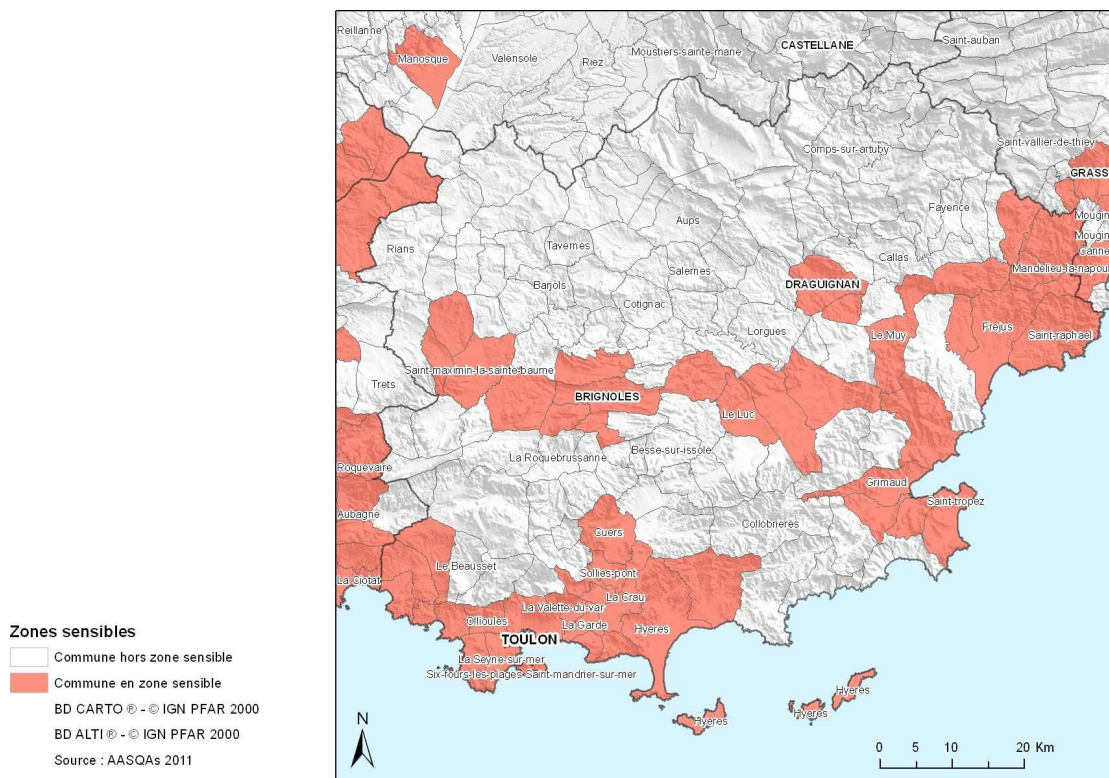 Reillanne
Manosque
Valensole
Riez
Moustiers-sainte-marie
CASTELLANE
Saint-auban
Comps-sur-artuby
Saint-vallier-de-thiey
GRASS
Mougin
Mougin
Canne
Mandelieu-la-napoul
Fayence
Aups
Rians
Tavernes
Callas
Salernes
Barjols
DRAGUIGNAN
Cotignac
Lorgues
Le Muy
Frejus
Saint-raphael
Saint-maximin-la-sainte-baume
Trets
BRIGNOLES
Le Luc
La Roquebrussanne
Besse-sur-issole
Roquevaire
Grimaud
Saint-tropez
Aubagne
Collobrieres
Cuers
Le Beausset
Sollies-pont
La Ciotat
La Crau
La Valette-du-var
Ollioules
La Garde
Hyeres
TOULON
La Seyne-sur-mer
Six-fours-les-plages Saint-mandrier-sur-mer
Hyeres
Hyeres
Hyeres
Zones sensibles
Commune hors zone sensible
Commune en zone sensible
BD CARTO ® - © IGN PFAR 2000
BD ALTI ® - © IGN PFAR 2000
Source : AASQAs 2011
N
0 5 10 20 Km